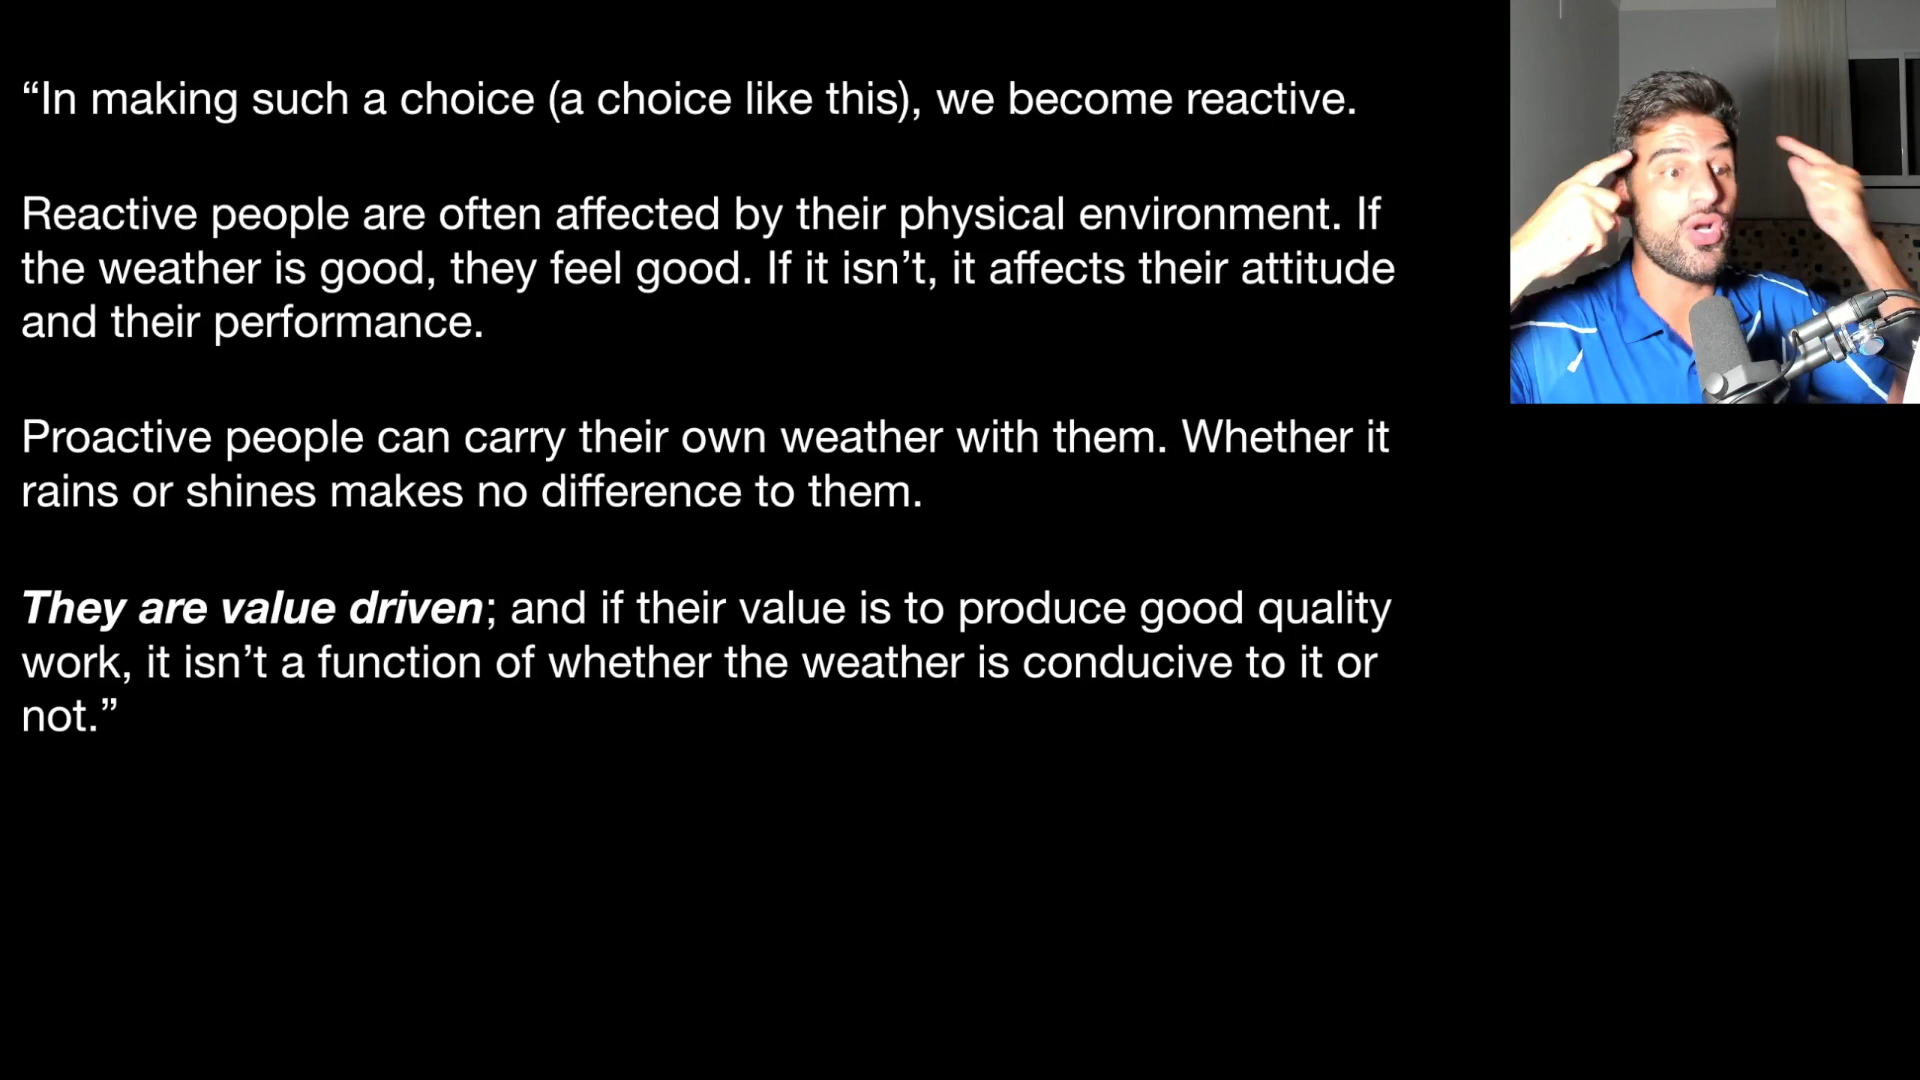 “In making such a choice (a choice like this), we become reactive.
Reactive people are often affected by their physical environment. If
the weather is good, they feel good. If it isn’t, it affects their attitude
and their performance.
Proactive people can carry their own weather with them. Whether it
rains or shines makes no difference to them.
They are value driven; and if their value is to produce good quality
work, it isn’t a function of whether the weather is conducive to it or
not.”